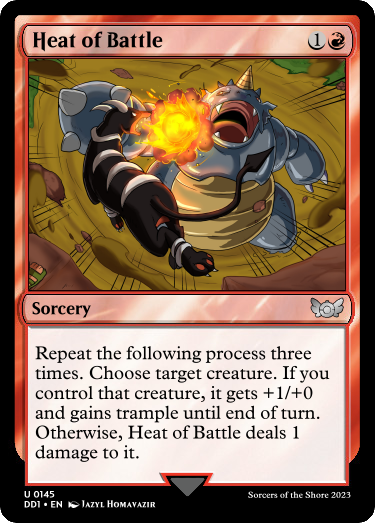 Heat of Battle 1
Sorcery
Repeat the following process three
times. Choose target creature. If you
control that creature, it gets +1/+0
and gains trample until end of turn.
Otherwise, Heat of Battle deals 1
damage to it.
U 0145
DD1 • EN Jazyl Homavazir
Sorcers of the Shore 2023